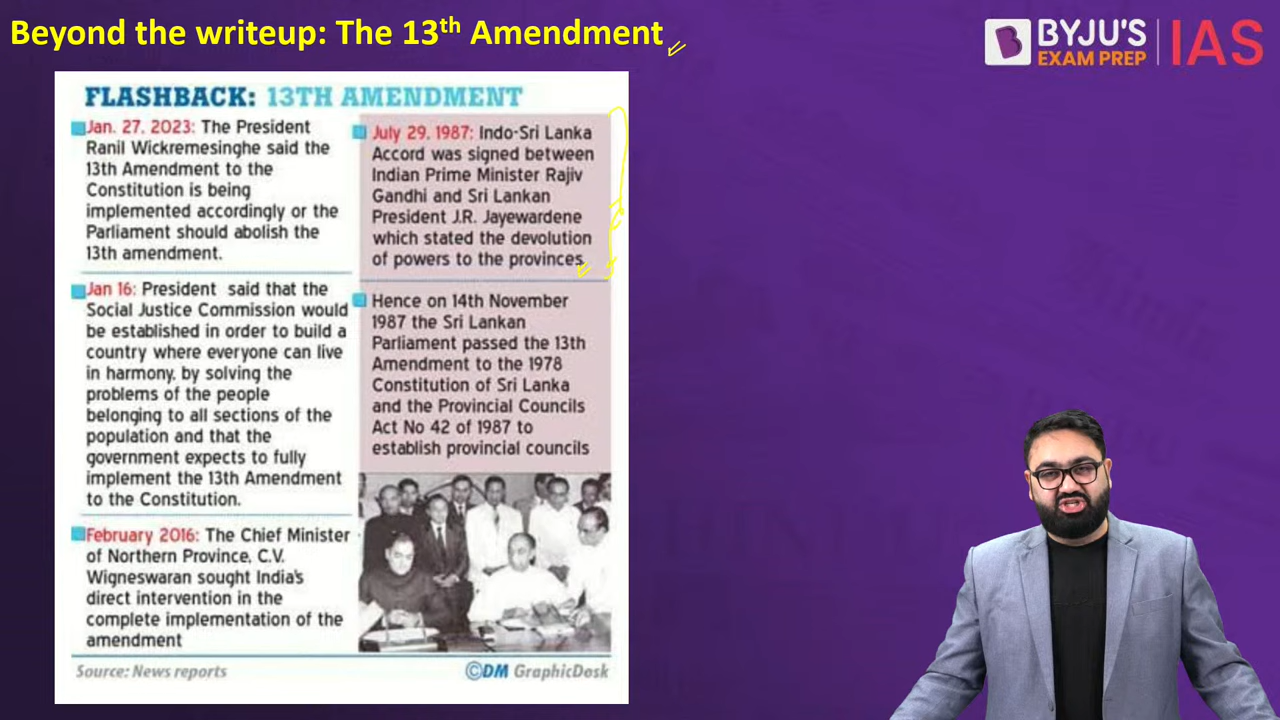 Beyond the writeup: The 13th Amendment
BYJU'S
EXAM PREP
IAS
FLASHBACK: 13TH AMENDMENT
Jan. 27, 2023: The President
Ranil Wickremesinghe said the
13th Amendment to the
Constitution is being
implemented accordingly or the
Parliament should abolish the
13th amendment.
Jan 16: President said that the
Social Justice Commission would
be established in order to build a
country where everyone can live
in harmony, by solving the
problems of the people
belonging to all sections of the
population and that the
government expects to fully
implement the 13th Amendment
to the Constitution.
February 2016: The Chief Minister
of Northern Province, C.V.
Wigneswaran sought India's
direct intervention in the
complete implementation of the
amendment
July 29, 1987: Indo-Sri Lanka
Accord was signed between
Indian Prime Minister Rajiv
Gandhi and Sri Lankan
President J.R. Jayewardene
which stated the devolution
of powers to the provinces
Hence on 14th November
1987 the Sri Lankan
Parliament passed the 13th
Amendment to the 1978
Constitution of Sri Lanka
and the Provincial Councils
Act No 42 of 1987 to
establish provincial councils
Source: News reports
©DM GraphicDesk